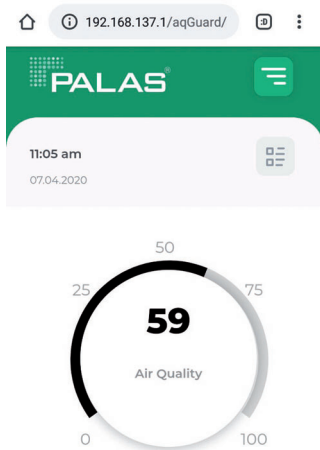 192.168.137.1/aqGuard/
:D
PALAS®
11:05 am
07.04.2020
50
25
75
59
Air Quality
0
100